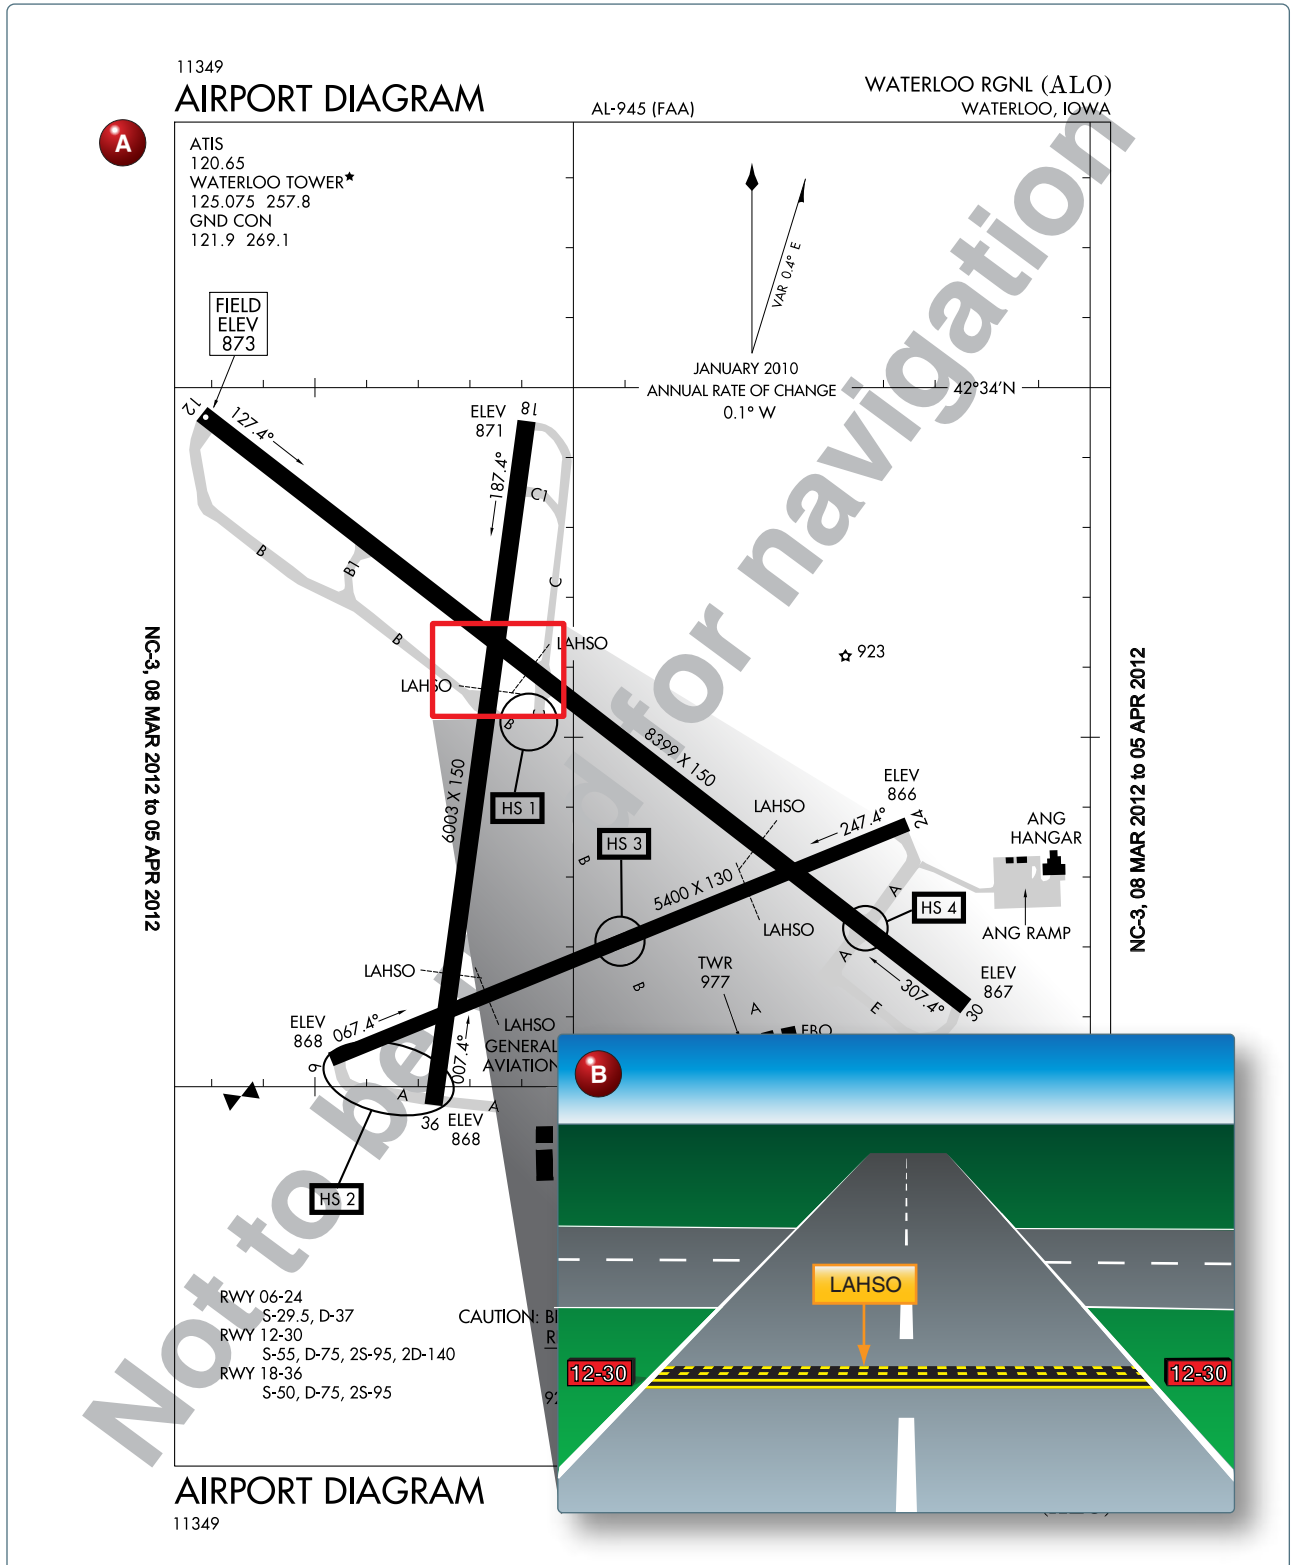 11349
AIRPORT DIAGRAM
AL-945 (FAA)
WATERLOO RGNL (ALO)
WATERLOO, IOWA
A
ATIS
120.65
WATERLOO TOWER★
125.075 257.8
GND CON
121.9 269.1
VAR 0.4° E
JANUARY 2010
ANNUAL RATE OF CHANGE
0.1° W
42°34'N
FIELD
ELEV
873
12
127.4°
ELEV
871
18
187.4°
C1
C
B
B1
B
LAHSO
LAHSO
C
B
HS 1
923
8399 X 150
6003 X 150
ELEV
866
24
247.4°
LAHSO
HS 3
B
5400 X 130
LAHSO
ANG
HANGAR
A
HS 4
ANG RAMP
A
307.4°
ELEV
867
30
E
TWR
977
A
B
FBO
LAHSO
LAHSO
GENERAL
AVIATION
ELEV
868
067.4°
6
007.4°
A
A
36
ELEV
868
HS 2
RWY 06-24
S-29.5, D-37
RWY 12-30
S-55, D-75, 2S-95, 2D-140
RWY 18-36
S-50, D-75, 2S-95
CAUTION: B
R
92
NC-3, 08 MAR 2012 to 05 APR 2012
NC-3, 08 MAR 2012 to 05 APR 2012
Not to be used for navigation
B
LAHSO
12-30
12-30
AIRPORT DIAGRAM
11349